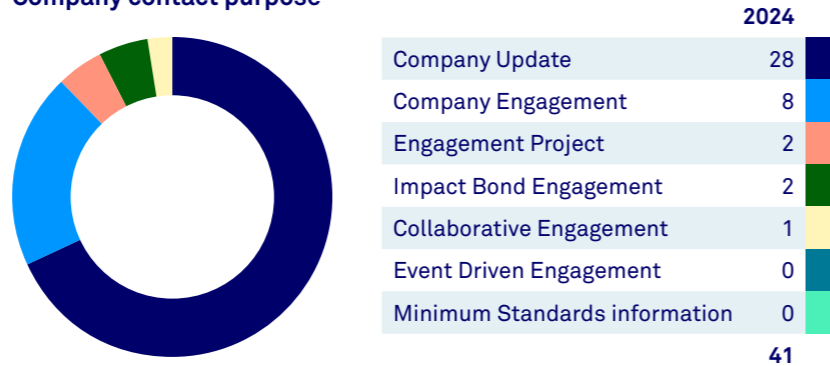 Company contact purpose
2024
Company Update 28
Company Engagement 8
Engagement Project 2
Impact Bond Engagement 2
Collaborative Engagement 1
Event Driven Engagement 0
Minimum Standards information 0
41